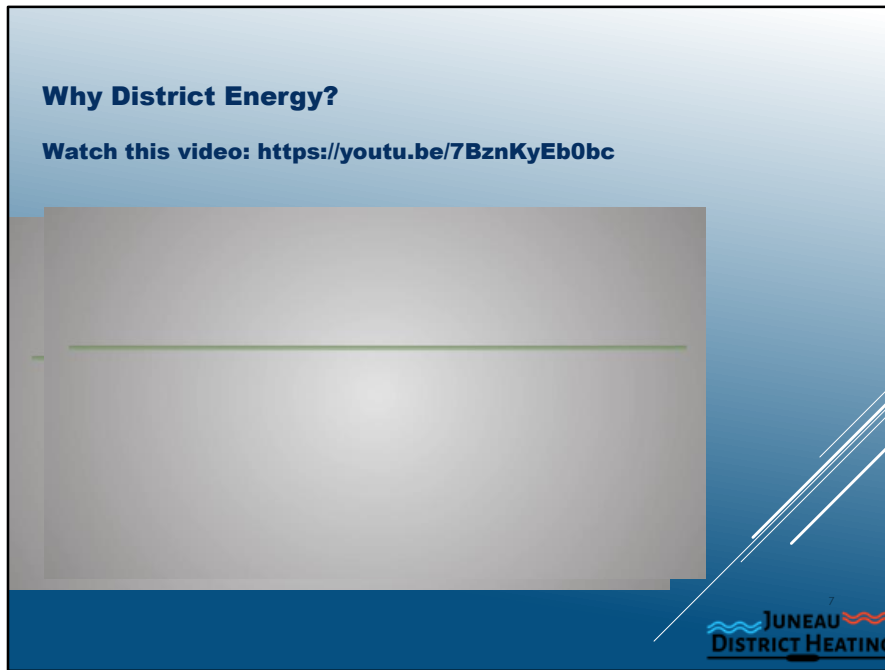 Why District Energy?
Watch this video: https://youtu.be/7BznKyEb0bc
7
JUNEAU
DISTRICT HEATING